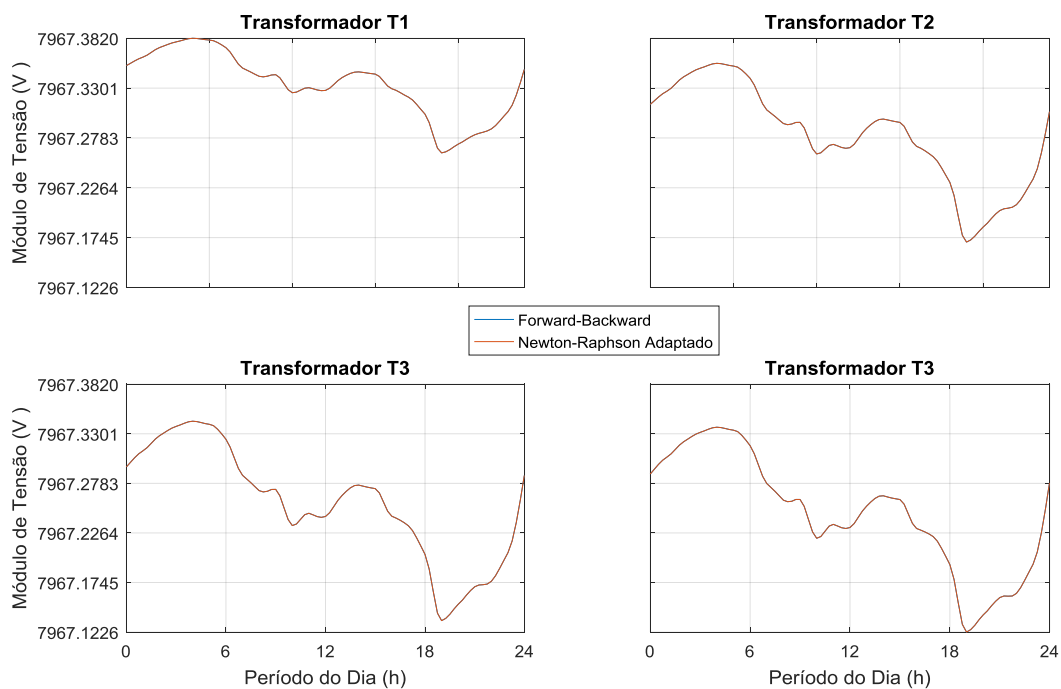 Transformador T1
Transformador T2
Módulo de Tensão (V )
7967.3820
7967.3301
7967.2783
7967.2264
7967.1745
7967.1226
Forward-Backward
Newton-Raphson Adaptado
Transformador T3
Transformador T3
Módulo de Tensão (V )
7967.3820
7967.3301
7967.2783
7967.2264
7967.1745
7967.1226
0 6 12 18 24
0 6 12 18 24
Período do Dia (h)
Período do Dia (h)